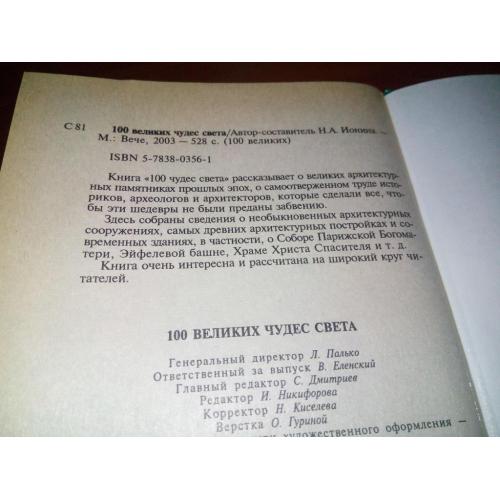 С 81
100 великих чудес света/Автор-составитель Н.А. Ионина. —
М.: Вече, 2003 — 528 с. (100 великих)
ISBN 5-7838-0356-1
Книга «100 чудес света» рассказывает о великих архитектур-
ных памятниках прошлых эпох, о самоотверженном труде исто-
риков, археологов и архитекторов, которые сделали все, что-
бы эти шедевры не были преданы забвению.
Здесь собраны сведения о необыкновенных архитектурных
сооружениях, самых древних архитектурных постройках и со-
временных зданиях, в частности, о Соборе Парижской Богома-
тери, Эйфелевой башне, Храме Христа Спасителя и т. д.
Книга очень интересна и рассчитана на широкий круг чи-
тателей.
100 ВЕЛИКИХ ЧУДЕС СВЕТА
Генеральный директор Л. Палько
Ответственный за выпуск В. Еленский
Главный редактор С. Дмитриев
Редактор И. Никифорова
Корректор Н. Киселева
Верстка О. Гуриной
художественного оформления —